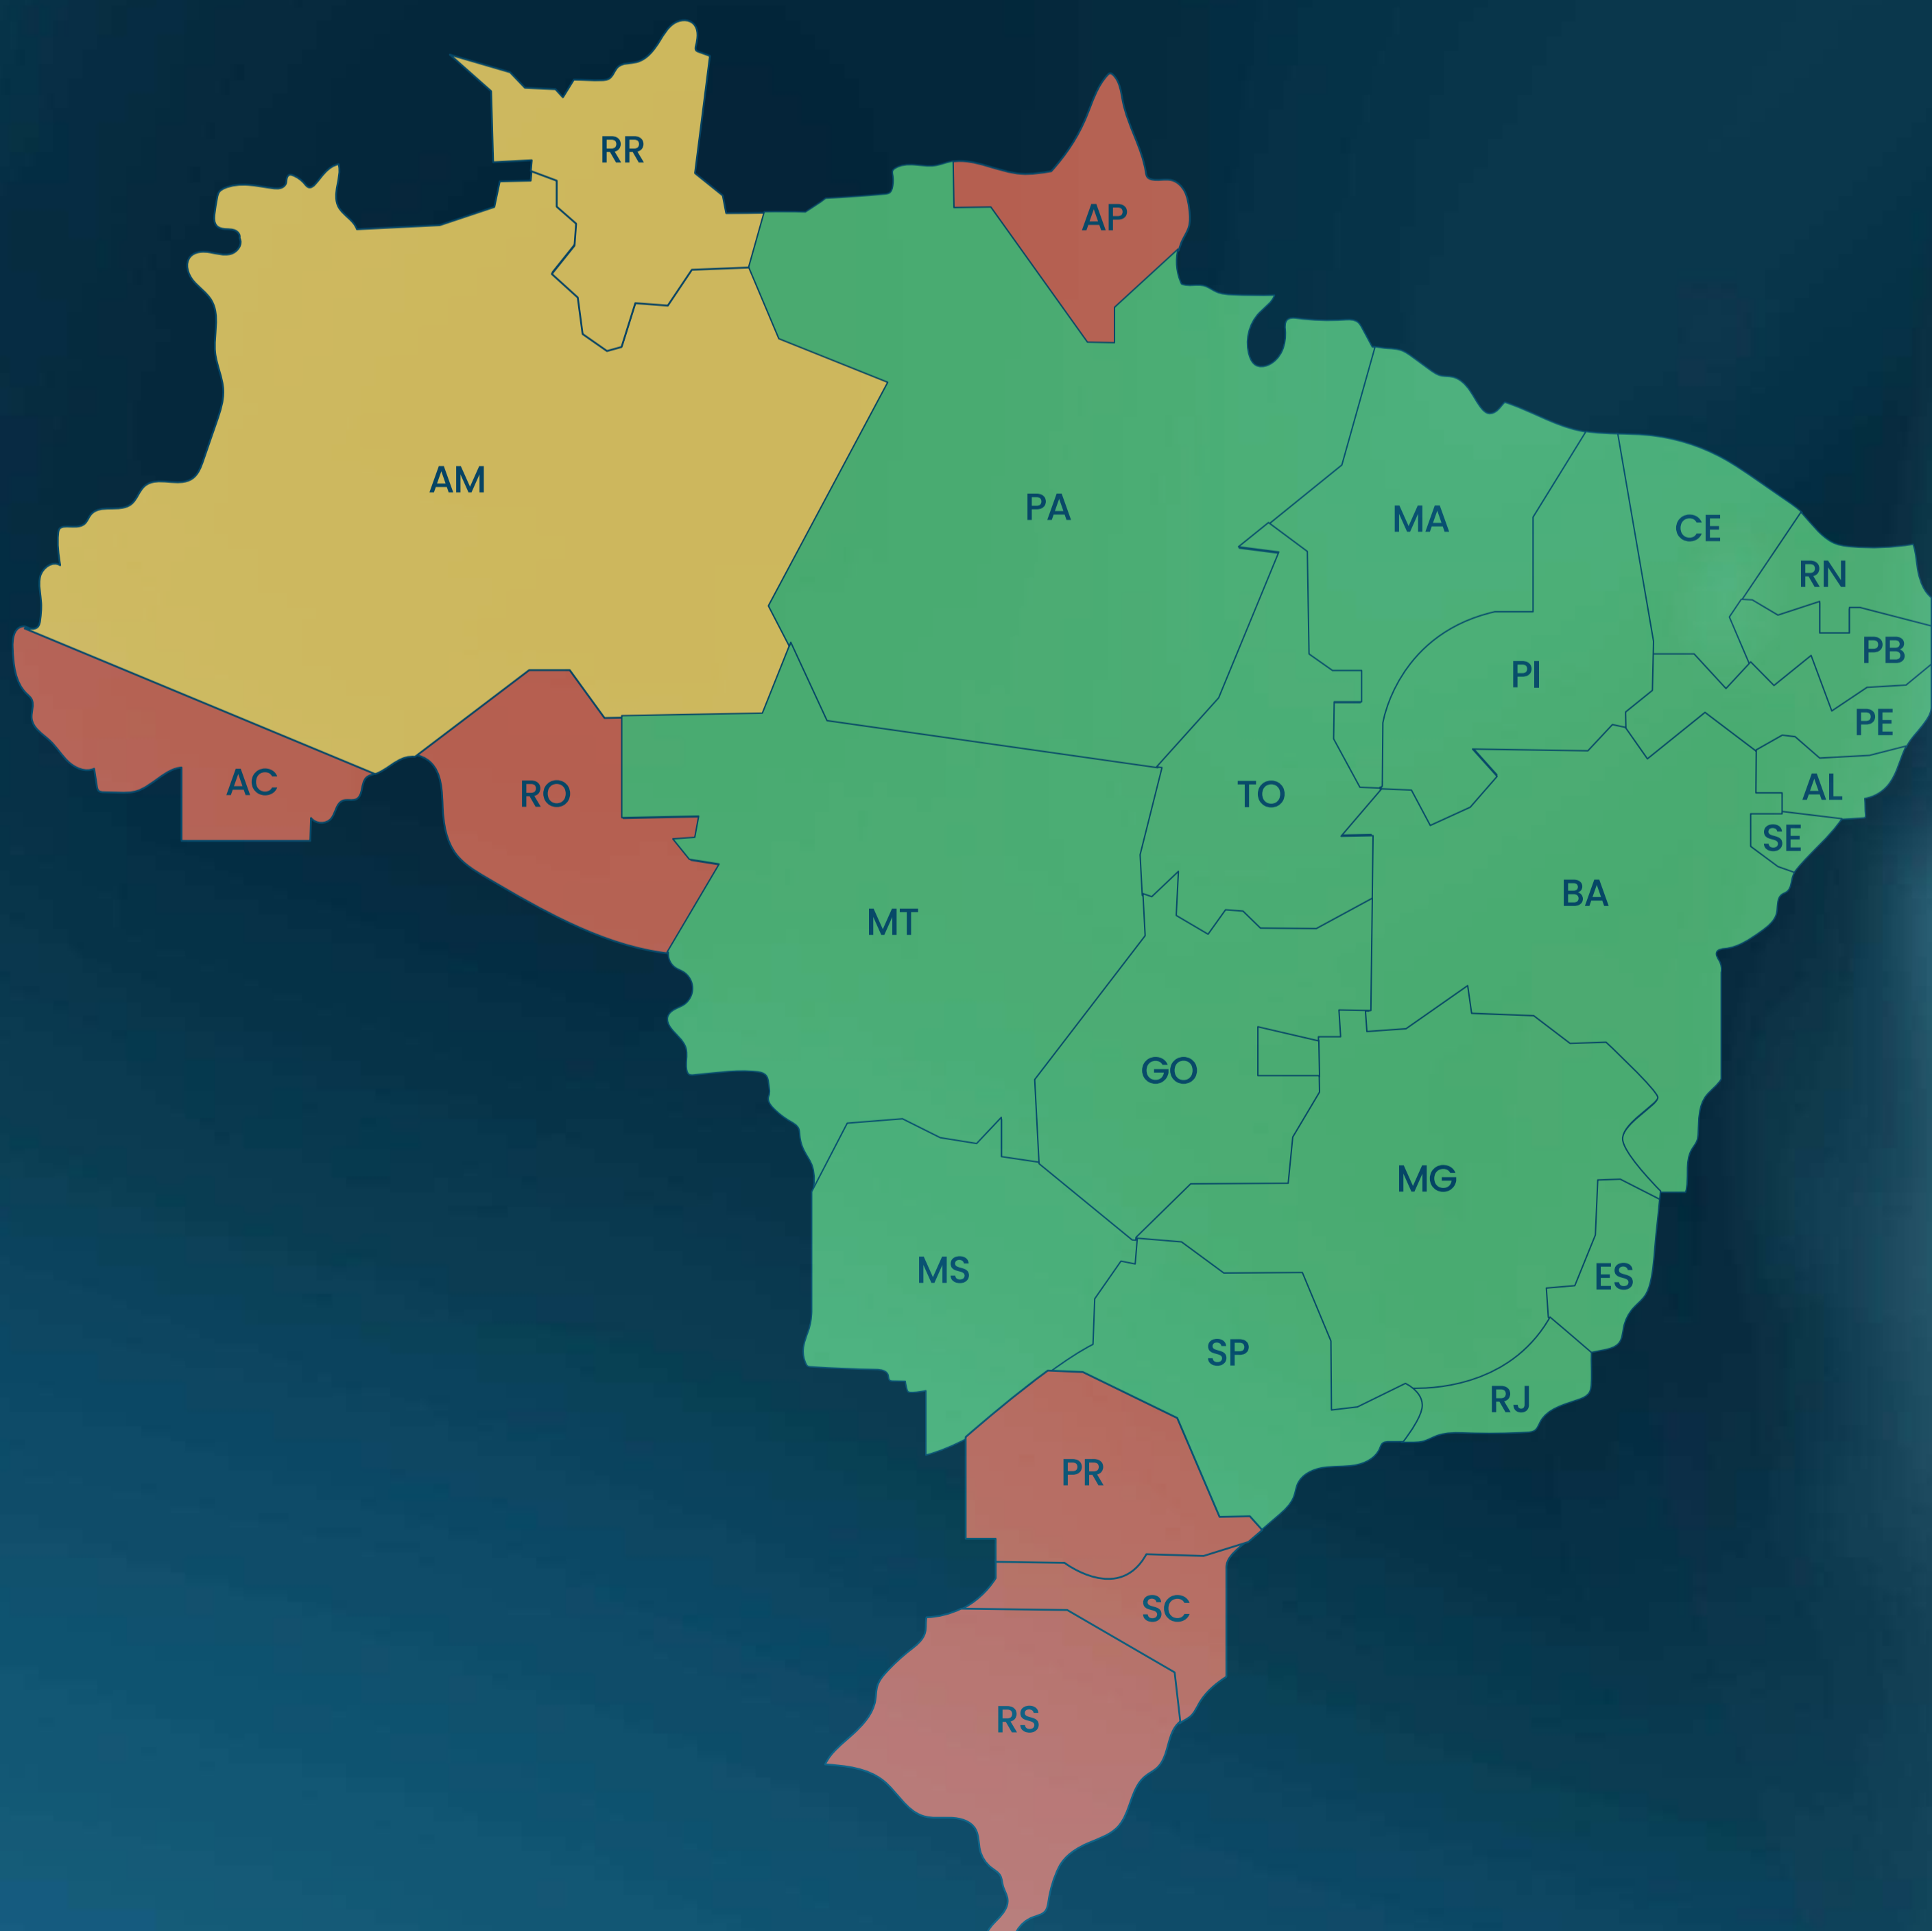 RR
AP
AM
PA
MA
CE
RN
PB
PI
PE
AC
RO
TO
AL
SE
BA
MT
GO
MG
MS
ES
SP
RJ
PR
SC
RS